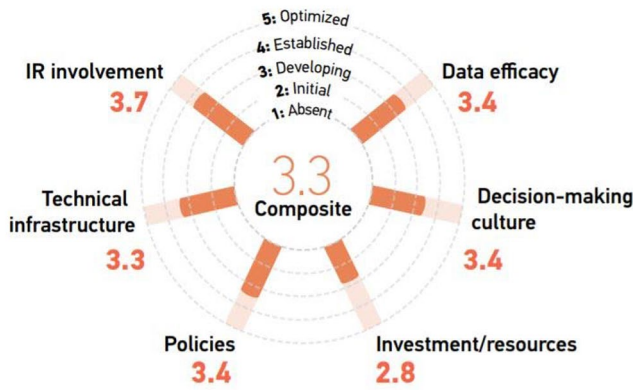 5: Optimized
4: Established
3: Developing
2: Initial
1: Absent
IR involvement
3.7
Data efficacy
3.4
3.3
Composite
Technical
infrastructure
3.3
Decision-making
culture
3.4
Policies
3.4
Investment/resources
2.8